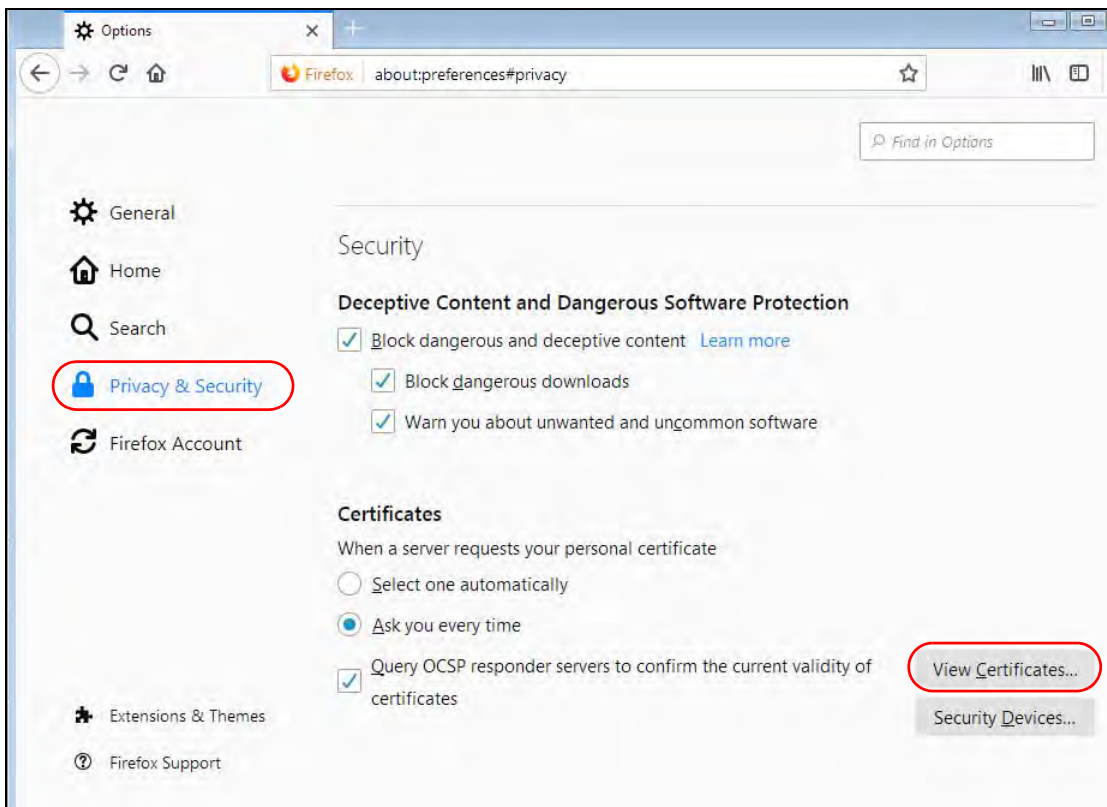 Options
Firefox about:preferences#privacy
Find in Options
General
Home
Search
Privacy & Security
Firefox Account
Extensions & Themes
Firefox Support
Security
Deceptive Content and Dangerous Software Protection
Block dangerous and deceptive content Learn more
Block dangerous downloads
Warn you about unwanted and uncommon software
Certificates
When a server requests your personal certificate
Select one automatically
Ask you every time
Query OCSP responder servers to confirm the current validity of
certificates
View Certificates...
Security Devices...